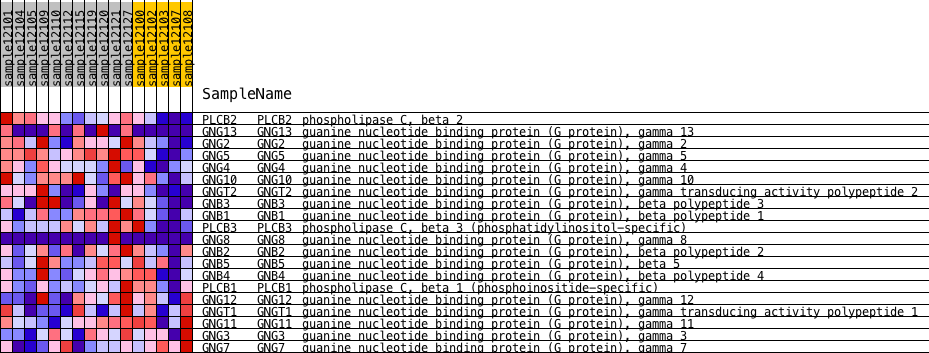 sample12101
sample12104
sample12105
sample12109
sample12110
sample12112
sample12115
sample12119
sample12120
sample12121
sample12127
sample12100
sample12102
sample12103
sample12107
sample12108
SampleName
PLCB2 PLCB2 phospholipase C, beta 2
GNG13 GNG13 guanine nucleotide binding protein (G protein), gamma 13
GNG2 GNG2 guanine nucleotide binding protein (G protein), gamma 2
GNG5 GNG5 guanine nucleotide binding protein (G protein), gamma 5
GNG4 GNG4 guanine nucleotide binding protein (G protein), gamma 4
GNG10 GNG10 guanine nucleotide binding protein (G protein), gamma 10
GNGT2 GNGT2 guanine nucleotide binding protein (G protein), gamma transducing activity polypeptide 2
GNB3 GNB3 guanine nucleotide binding protein (G protein), beta polypeptide 3
GNB1 GNB1 guanine nucleotide binding protein (G protein), beta polypeptide 1
PLCB3 PLCB3 phospholipase C, beta 3 (phosphatidylinositol-specific)
GNG8 GNG8 guanine nucleotide binding protein (G protein), gamma 8
GNB2 GNB2 guanine nucleotide binding protein (G protein), beta polypeptide 2
GNB5 GNB5 guanine nucleotide binding protein (G protein), beta 5
GNB4 GNB4 guanine nucleotide binding protein (G protein), beta polypeptide 4
PLCB1 PLCB1 phospholipase C, beta 1 (phosphoinositide-specific)
GNG12 GNG12 guanine nucleotide binding protein (G protein), gamma 12
GNGT1 GNGT1 guanine nucleotide binding protein (G protein), gamma transducing activity polypeptide 1
GNG11 GNG11 guanine nucleotide binding protein (G protein), gamma 11
GNG3 GNG3 guanine nucleotide binding protein (G protein), gamma 3
GNG7 GNG7 guanine nucleotide binding protein (G protein), gamma 7